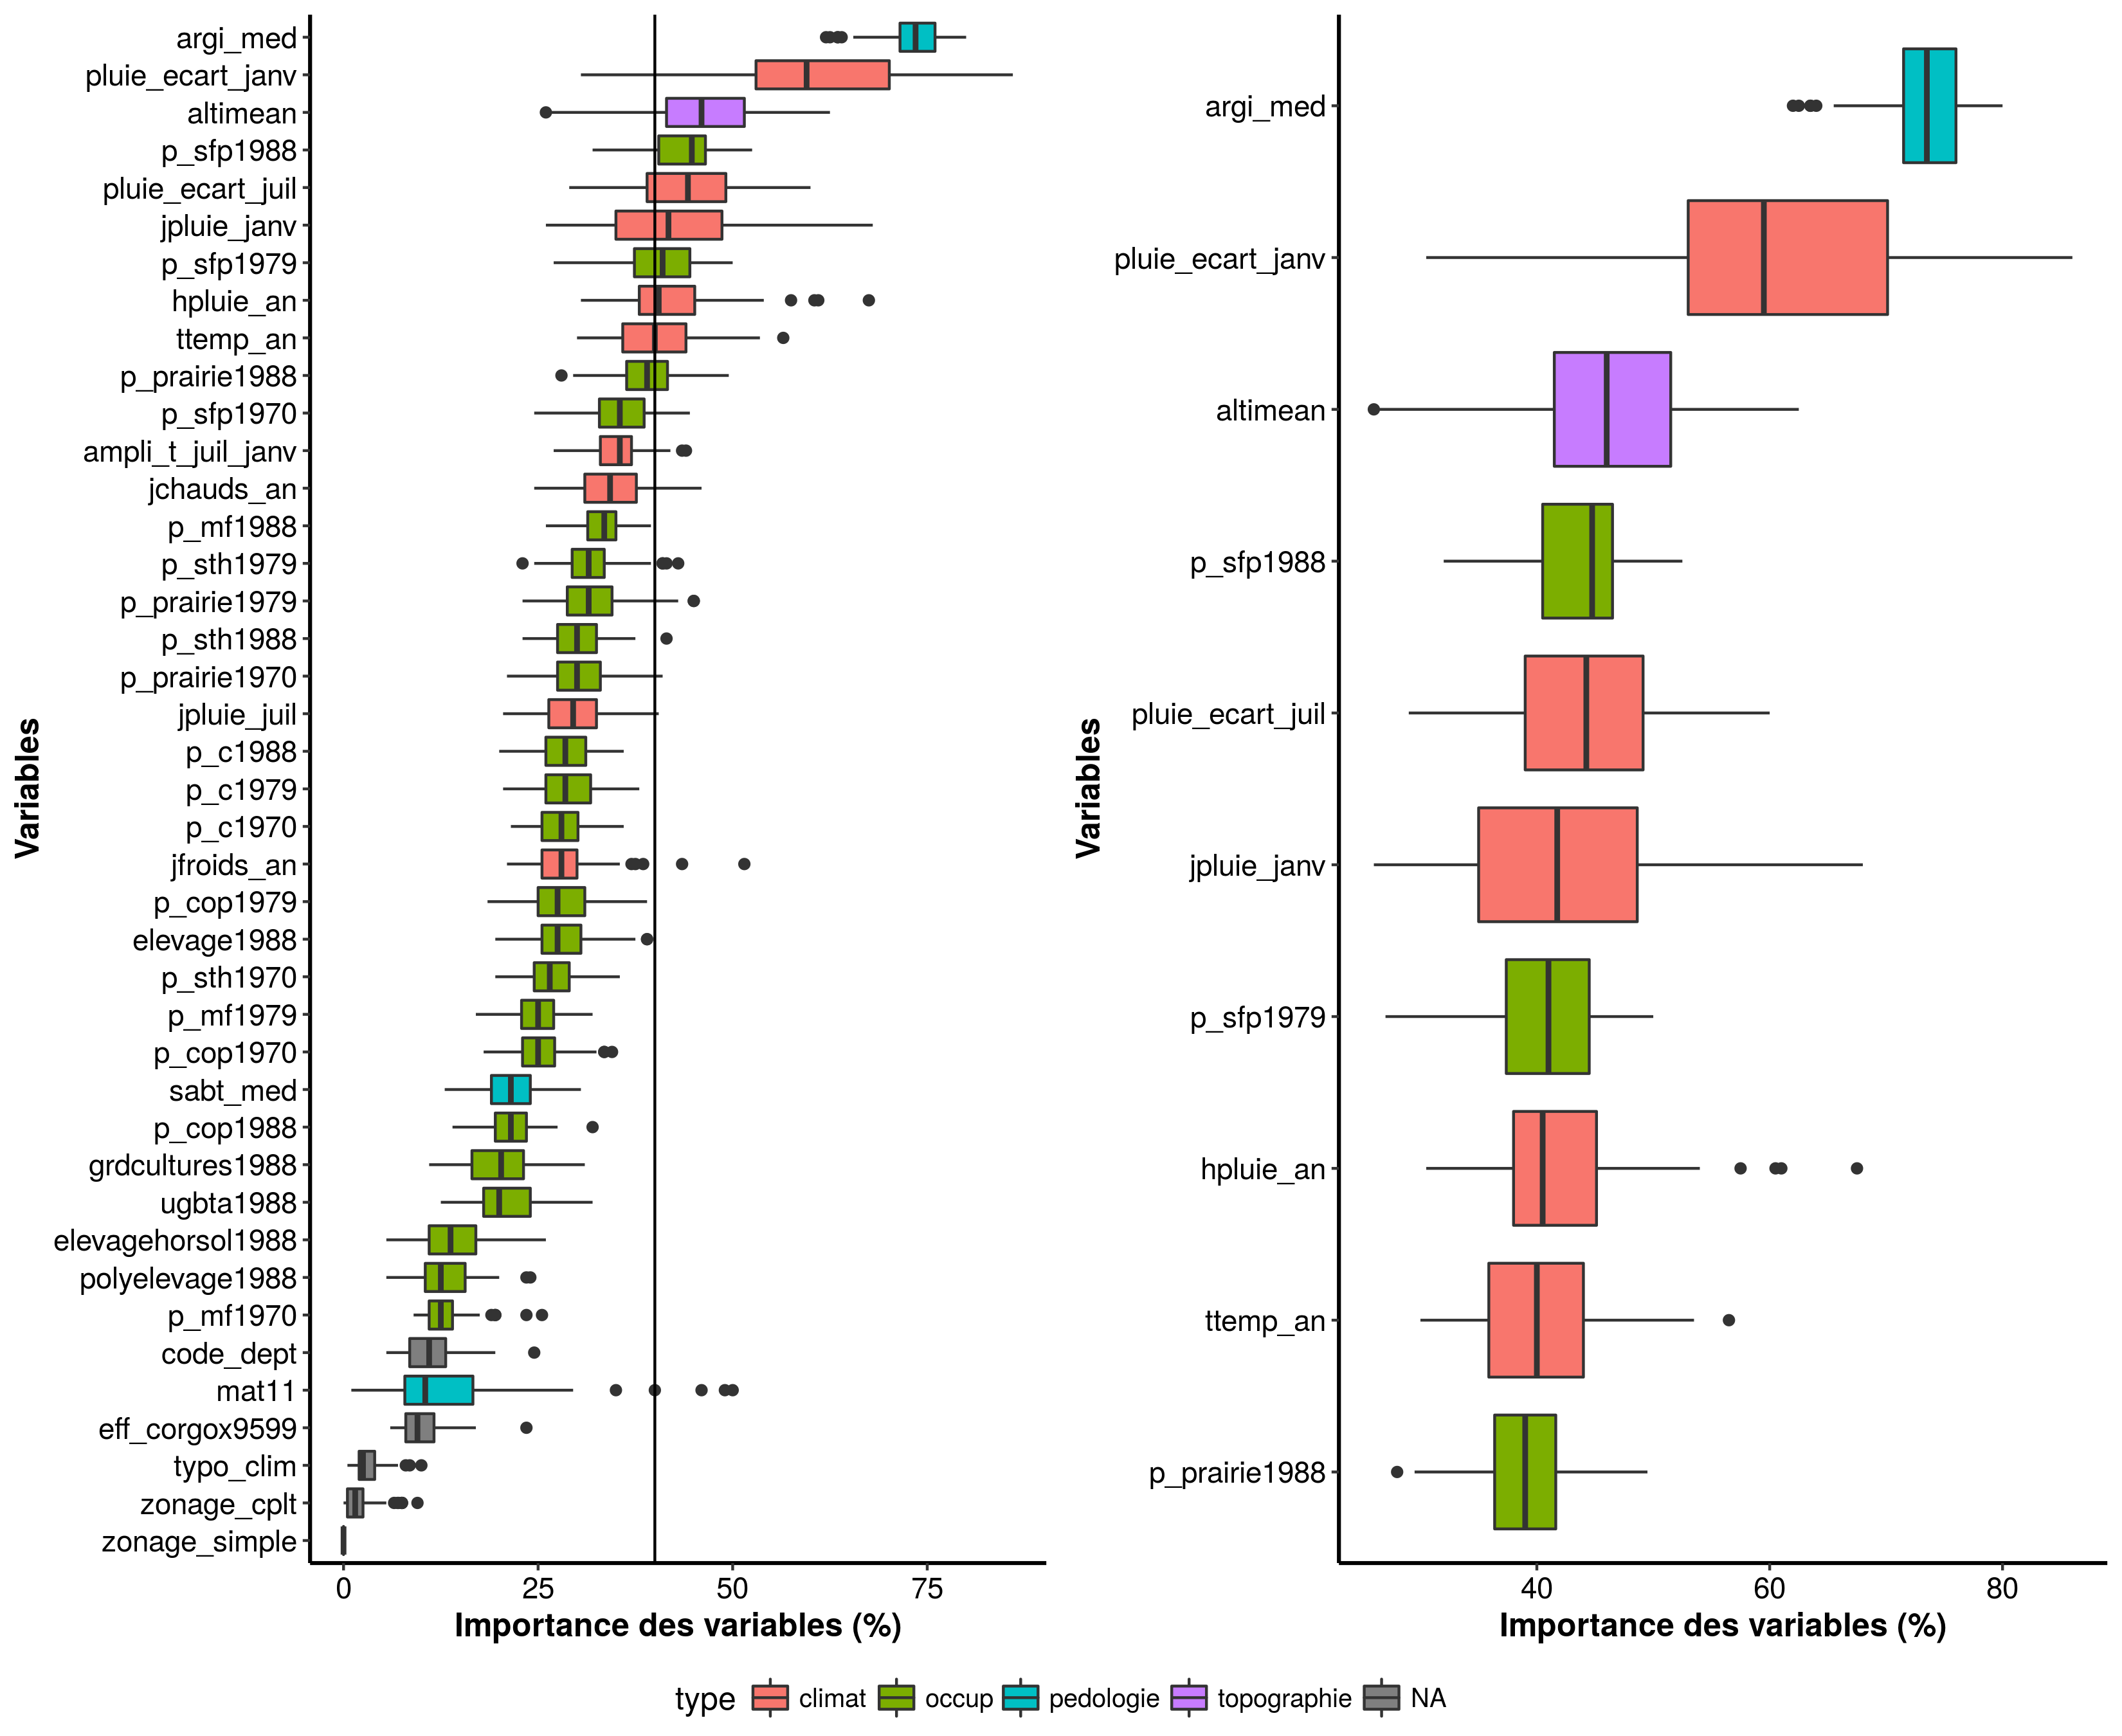 argi_med
pluie_ecart_janv
altimean
p_sfp1988
pluie_ecart_juil
jpluie_janv
p_sfp1979
hpluie_an
ttemp_an
p_prairie1988
p_sfp1970
ampli_t_juil_janv
jchauds_an
p_mf1988
p_sth1979
p_prairie1979
p_sth1988
p_prairie1970
jpluie_juil
p_c1988
p_c1979
p_c1970
jfroids_an
p_cop1979
elevage1988
p_sth1970
p_mf1979
p_cop1970
sabt_med
p_cop1988
grdcultures1988
ugbta1988
elevagehorsol1988
polyelevage1988
p_mf1970
code_dept
mat11
eff_corgox9599
typo_clim
zonage_cplt
zonage_simple
Variables
0 25 50 75
Importance des variables (%)
argi_med
pluie_ecart_janv
altimean
p_sfp1988
pluie_ecart_juil
jpluie_janv
p_sfp1979
hpluie_an
ttemp_an
p_prairie1988
Variables
40 60 80
Importance des variables (%)
type climat occup pedologie topographie NA